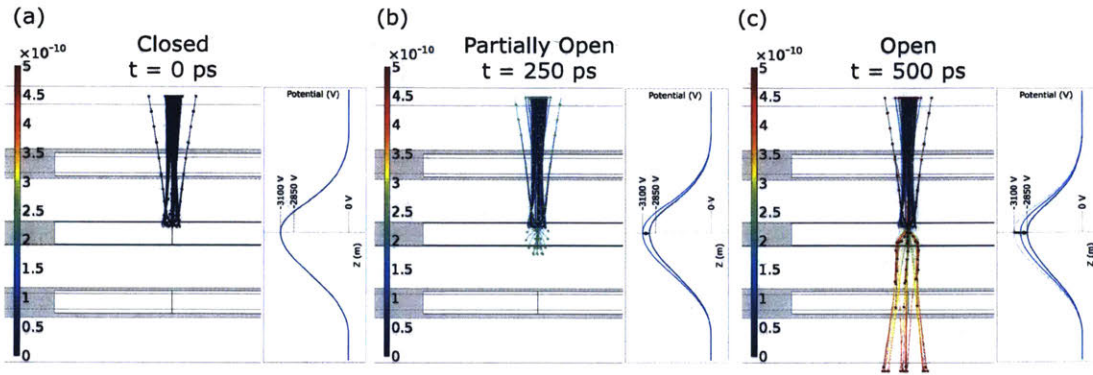 (a)
Closed
t = 0 ps
×10⁻¹⁰
5
4.5
3.5
3
2.5
2
1.5
1
0.5
0
Potential (V)
-3100 V
-2850 V
0 V
Z (m)
(b)
Partially Open
t = 250 ps
×10⁻¹⁰
5
4.5
3.5
3
2.5
2
1.5
1
0.5
0
Potential (V)
-3100 V
-2850 V
0 V
Z (m)
(c)
Open
t = 500 ps
×10⁻¹⁰
5
4.5
3.5
3
2.5
2
1.5
1
0.5
0
Potential (V)
-3100 V
-2850 V
0 V
Z (m)